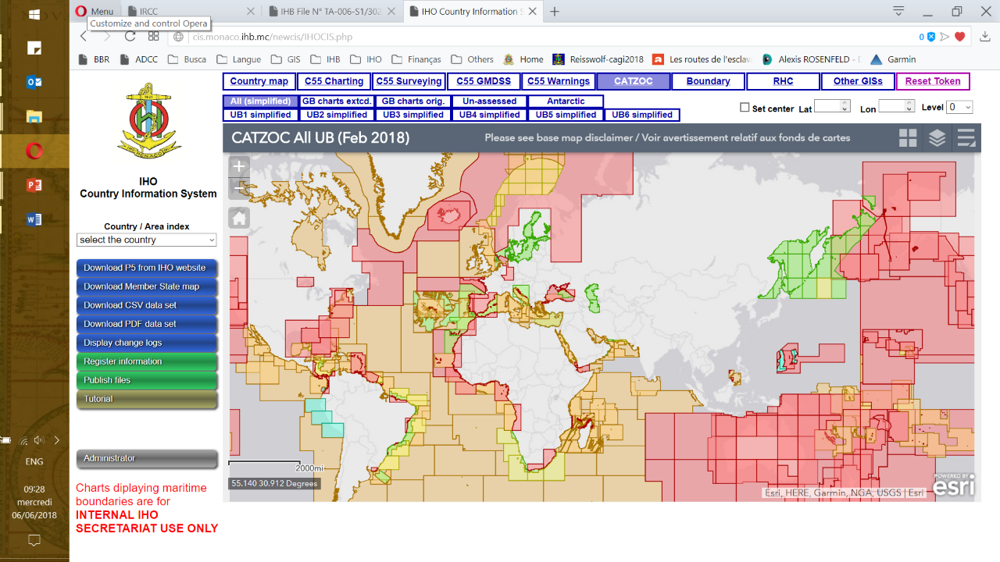 Menu
IRCC
IHB File N° TA-006-S1/302
IHO Country Information S
Customize and control Opera
cis.monaco.ihb.mc/newcis/IHOCIS.php
0
BBR
ADCC
Busca
Langue
GIS
IHB
IHO
Finanças
Others
Home
Reisswolf-cagi2018
Les routes de l'esclava
Alexis ROSENFELD - D
Garmin
Country map
C55 Charting
C55 Surveying
C55 GMDSS
C55 Warnings
CATZOC
Boundary
RHC
Other GISs
Reset Token
All (simplified)
GB charts extcd.
GB charts orig.
Un-assessed
Antarctic
UB1 simplified
UB2 simplified
UB3 simplified
UB4 simplified
UB5 simplified
UB6 simplified
Set center
Lat
Lon
Level
0
CATZOC All UB (Feb 2018)
Please see base map disclaimer / Voir avertissement relatif aux fonds de cartes
IHO
Country Information System
Country / Area index
select the country
Download P5 from IHO website
Download Member State map
Download CSV data set
Download PDF data set
Display change logs
Register information
Publish files
Tutorial
Administrator
Charts diplaying maritime
boundaries are for
INTERNAL IHO
SECRETARIAT USE ONLY
+
−
2000mi
55.140 30.912 Degrees
Esri, HERE, Garmin, NGA, USGS | Esri
POWERED BY
esri
ENG
09:28
mercredi
06/06/2018